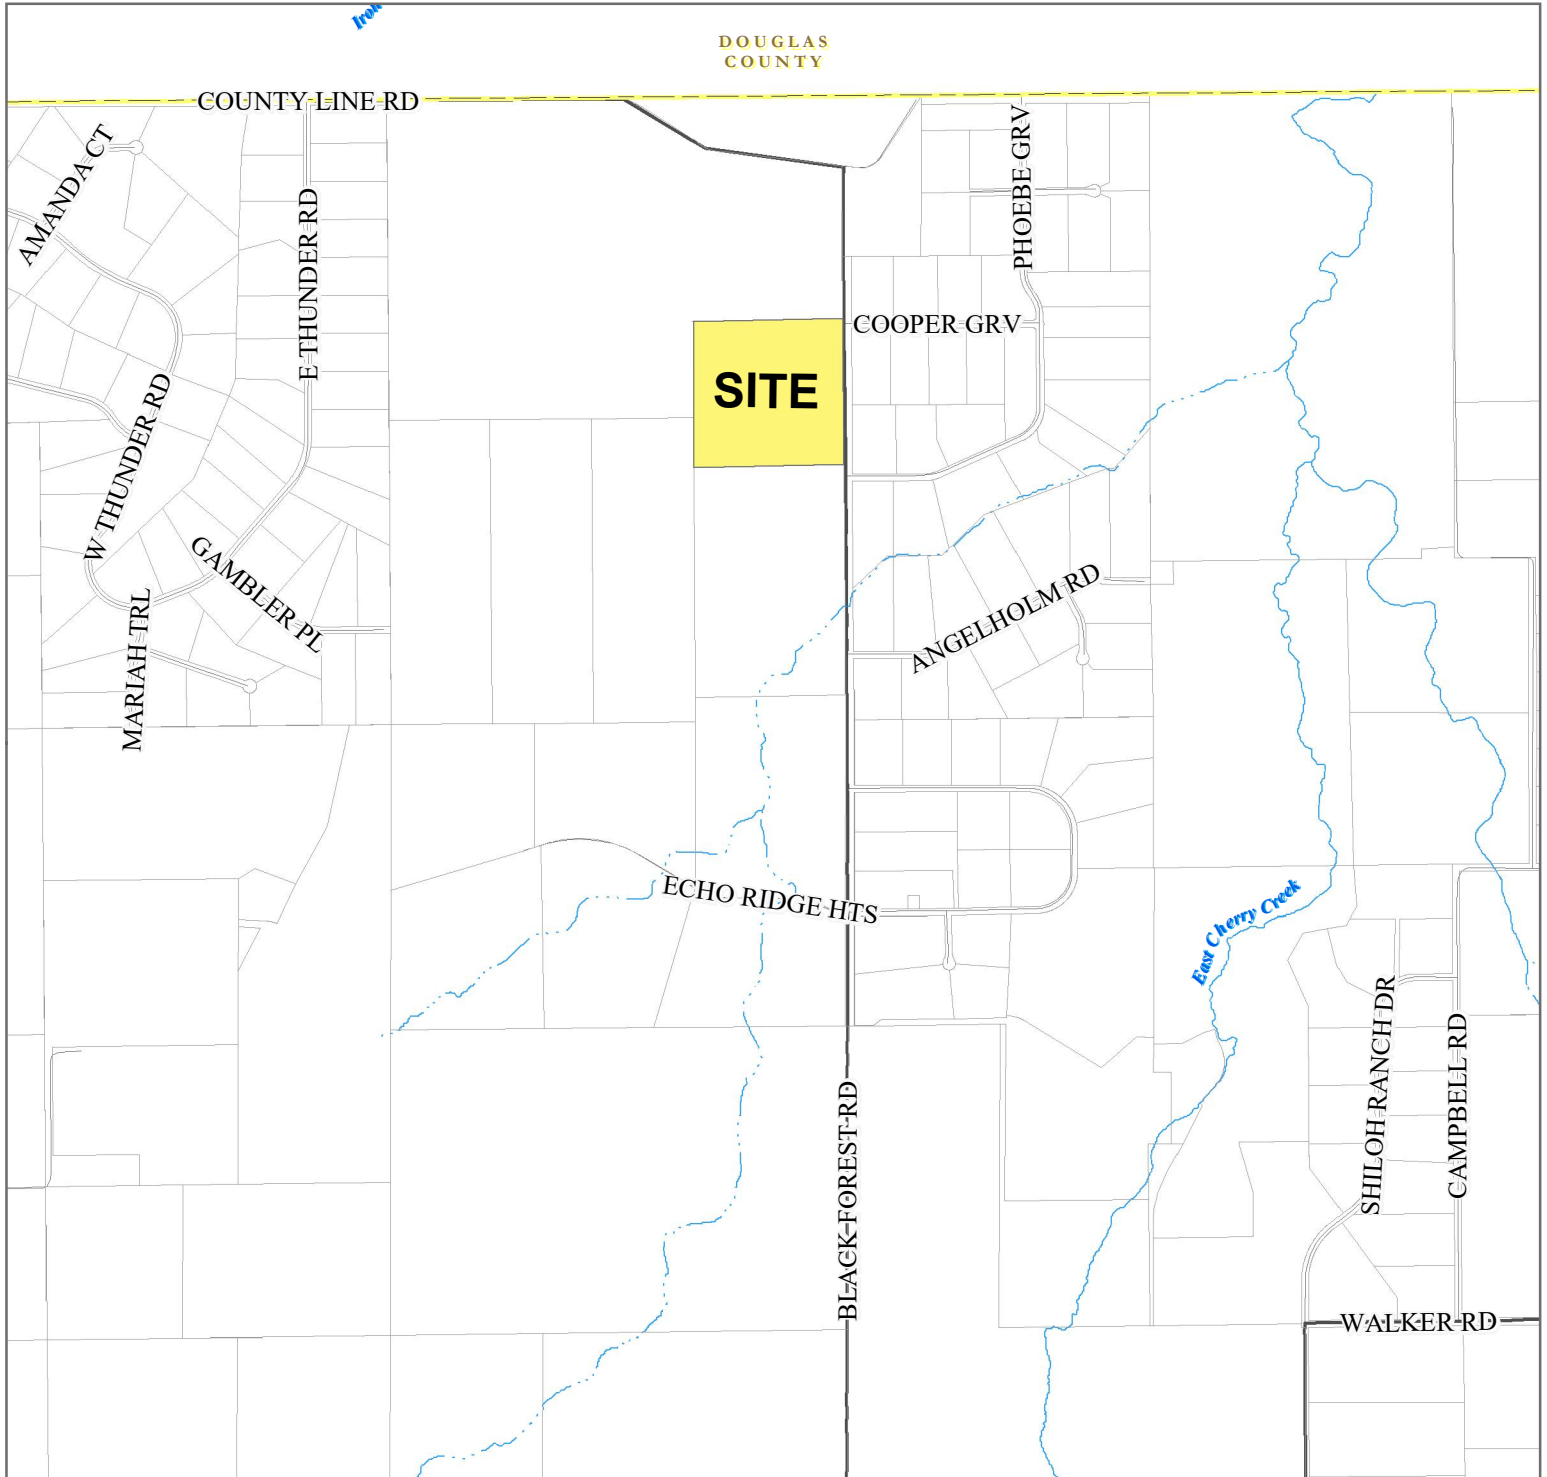 Iron
DOUGLAS
COUNTY
COUNTY LINE RD
AMANDA CT
PHOEBE GRV
E THUNDER RD
COOPER GRV
SITE
W THUNDER RD
GAMBLER PL
ANGELHOLM RD
MARIAH TRL
ECHO RIDGE HTS
East Cherry Creek
SHILOH RANCH DR
CAMPBELL RD
BLACK FOREST RD
WALKER RD